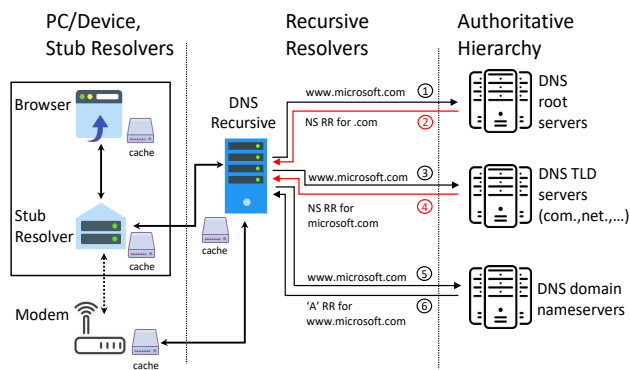 PC/Device,
Stub Resolvers
Recursive
Resolvers
Authoritative
Hierarchy
Browser
cache
Stub
Resolver
cache
Modem
cache
DNS
Recursive
cache
www.microsoft.com 1
NS RR for .com 2
www.microsoft.com 3
NS RR for 4
microsoft.com
www.microsoft.com 5
'A' RR for 6
www.microsoft.com
DNS
root
servers
DNS TLD
servers
(com.,net.,...)
DNS domain
nameservers